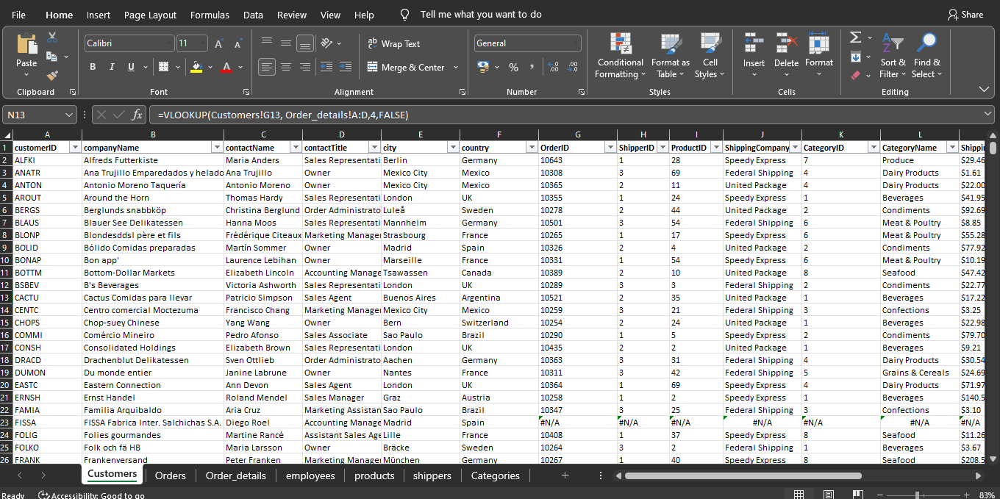 File Home Insert Page Layout Formulas Data Review View Help Tell me what you want to do Share
Calibri 11 Wrap Text General
Paste B I U A Merge & Center % Conditional Formatting Format as Table Cell Styles Insert Delete Format Sort & Filter Find & Select
Clipboard Font Alignment Number Styles Cells Editing
N13 fx =VLOOKUP(Customers!G13, Order_details!A:D,4,FALSE)
A B C D E F G H I J K L
1 customerID companyName contactName contactTitle city country OrderID ShipperID ProductID ShippingCompany CategoryID CategoryName Shippin
2 ALFKI Alfreds Futterkiste Maria Anders Sales Representati Berlin Germany 10643 1 28 Speedy Express 7 Produce $29.46
3 ANATR Ana Trujillo Emparedados y helado Ana Trujillo Owner Mexico City Mexico 10308 3 69 Federal Shipping 4 Dairy Products $1.61
4 ANTON Antonio Moreno Taquería Antonio Moreno Owner Mexico City Mexico 10365 2 11 United Package 4 Dairy Products $22.00
5 AROUT Around the Horn Thomas Hardy Sales Representati London UK 10355 1 24 Speedy Express 1 Beverages $41.95
6 BERGS Berglunds snabbköp Christina Berglund Order Administrato Luleå Sweden 10278 2 44 United Package 2 Condiments $92.69
7 BLAUS Blauer See Delikatessen Hanna Moos Sales Representati Mannheim Germany 10501 3 54 Federal Shipping 6 Meat & Poultry $8.85
8 BLONP Blondesddsl père et fils Frédérique Citeaux Marketing Manager Strasbourg France 10265 1 17 Speedy Express 6 Meat & Poultry $55.28
9 BOLID Bólido Comidas preparadas Martín Sommer Owner Madrid Spain 10326 2 4 United Package 2 Condiments $77.92
10 BONAP Bon app' Laurence Lebihan Owner Marseille France 10331 1 54 Speedy Express 6 Meat & Poultry $10.19
11 BOTTM Bottom-Dollar Markets Elizabeth Lincoln Accounting Manage Tsawassen Canada 10389 2 10 United Package 8 Seafood $47.42
12 BSBEV B's Beverages Victoria Ashworth Sales Representati London UK 10289 3 3 Federal Shipping 2 Condiments $22.77
13 CACTU Cactus Comidas para llevar Patricio Simpson Sales Agent Buenos Aires Argentina 10521 2 35 United Package 1 Beverages $17.22
14 CENTC Centro comercial Moctezuma Francisco Chang Marketing Manager Mexico City Mexico 10259 3 21 Federal Shipping 3 Confections $3.25
15 CHOPS Chop-suey Chinese Yang Wang Owner Bern Switzerland 10254 2 24 United Package 1 Beverages $22.98
16 COMMI Comércio Mineiro Pedro Afonso Sales Associate Sao Paulo Brazil 10290 1 5 Speedy Express 2 Condiments $79.70
17 CONSH Consolidated Holdings Elizabeth Brown Sales Representati London UK 10435 2 2 United Package 1 Beverages $9.21
18 DRACD Drachenblut Delikatessen Sven Ottlieb Order Administrato Aachen Germany 10363 3 31 Federal Shipping 4 Dairy Products $30.54
19 DUMON Du monde entier Janine Labrune Owner Nantes France 10311 3 42 Federal Shipping 5 Grains & Cereals $24.69
20 EASTC Eastern Connection Ann Devon Sales Agent London UK 10364 1 69 Speedy Express 4 Dairy Products $71.97
21 ERNSH Ernst Handel Roland Mendel Sales Manager Graz Austria 10258 1 2 Speedy Express 1 Beverages $140.5
22 FAMIA Familia Arquibaldo Aria Cruz Marketing Assistan Sao Paulo Brazil 10347 3 25 Federal Shipping 3 Confections $3.10
23 FISSA FISSA Fabrica Inter. Salchichas S.A. Diego Roel Accounting Manage Madrid Spain #N/A #N/A #N/A #N/A #N/A #N/A #N/A
24 FOLIG Folies gourmandes Martine Rancé Assistant Sales Age Lille France 10408 1 37 Speedy Express 8 Seafood $11.26
25 FOLKO Folk och fä HB Maria Larsson Owner Bräcke Sweden 10264 3 2 Federal Shipping 1 Beverages $3.67
26 FRANK Frankenversand Peter Franken Marketing Manager München Germany 10267 1 40 Speedy Express 8 Seafood $208.5
Customers Orders Order_details employees products shippers Categories
Ready Accessibility: Good to go 83%